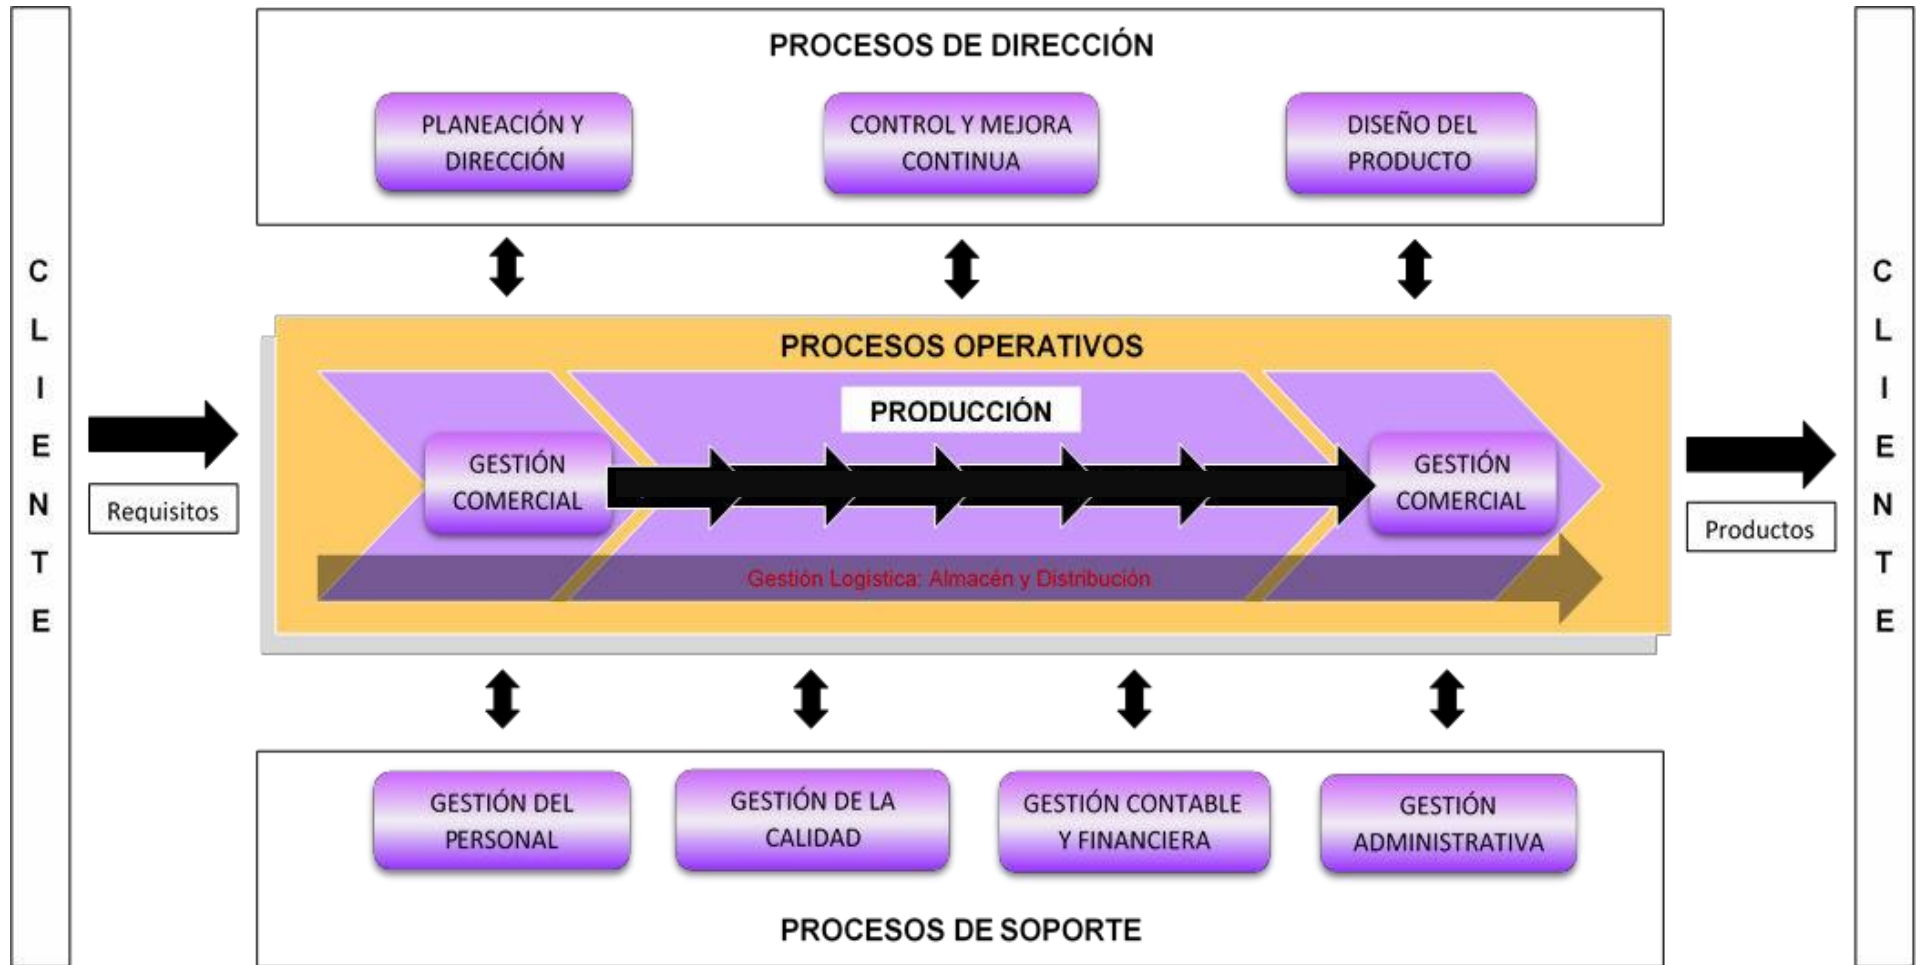 PROCESOS DE DIRECCIÓN
PLANEACIÓN Y
DIRECCIÓN
CONTROL Y MEJORA
CONTINUA
DISEÑO DEL
PRODUCTO
CLIENTE
Requisitos
PROCESOS OPERATIVOS
PRODUCCIÓN
GESTIÓN
COMERCIAL
GESTIÓN
COMERCIAL
Gestión Logística: Almacén y Distribución
Productos
CLIENTE
GESTIÓN DEL
PERSONAL
GESTIÓN DE LA
CALIDAD
GESTIÓN CONTABLE
Y FINANCIERA
GESTIÓN
ADMINISTRATIVA
PROCESOS DE SOPORTE